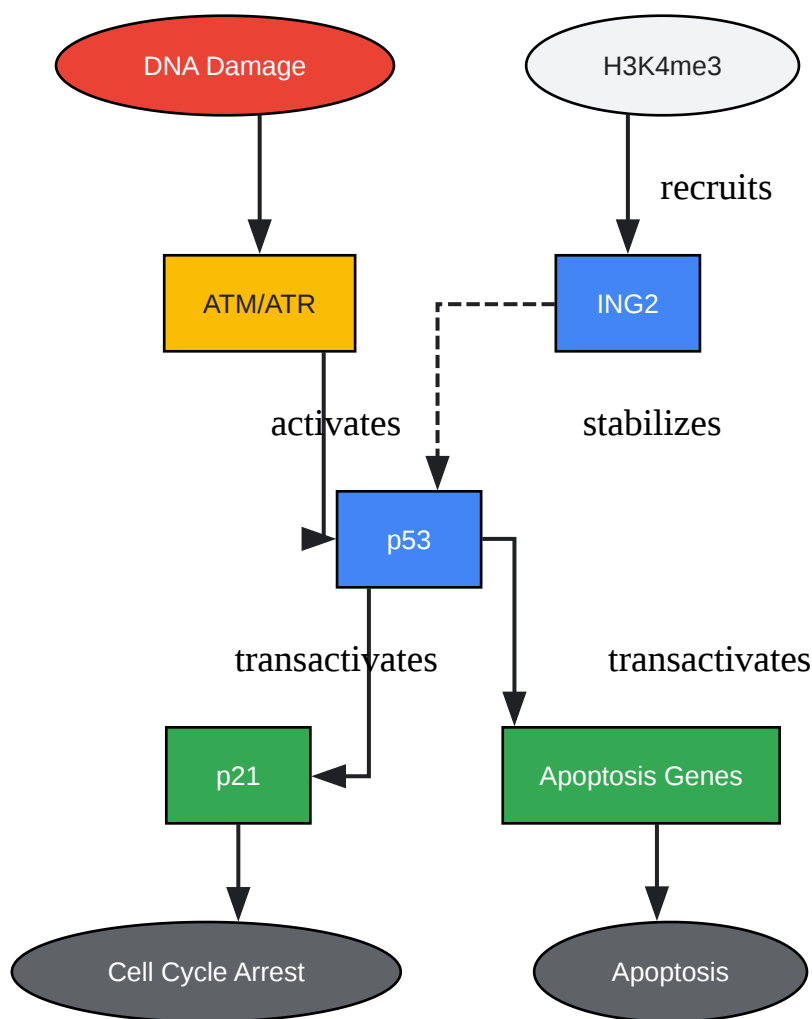 DNA Damage
H3K4me3
recruits
ATM/ATR
ING2
activates
stabilizes
p53
transactivates
transactivates
p21
Apoptosis Genes
Cell Cycle Arrest
Apoptosis